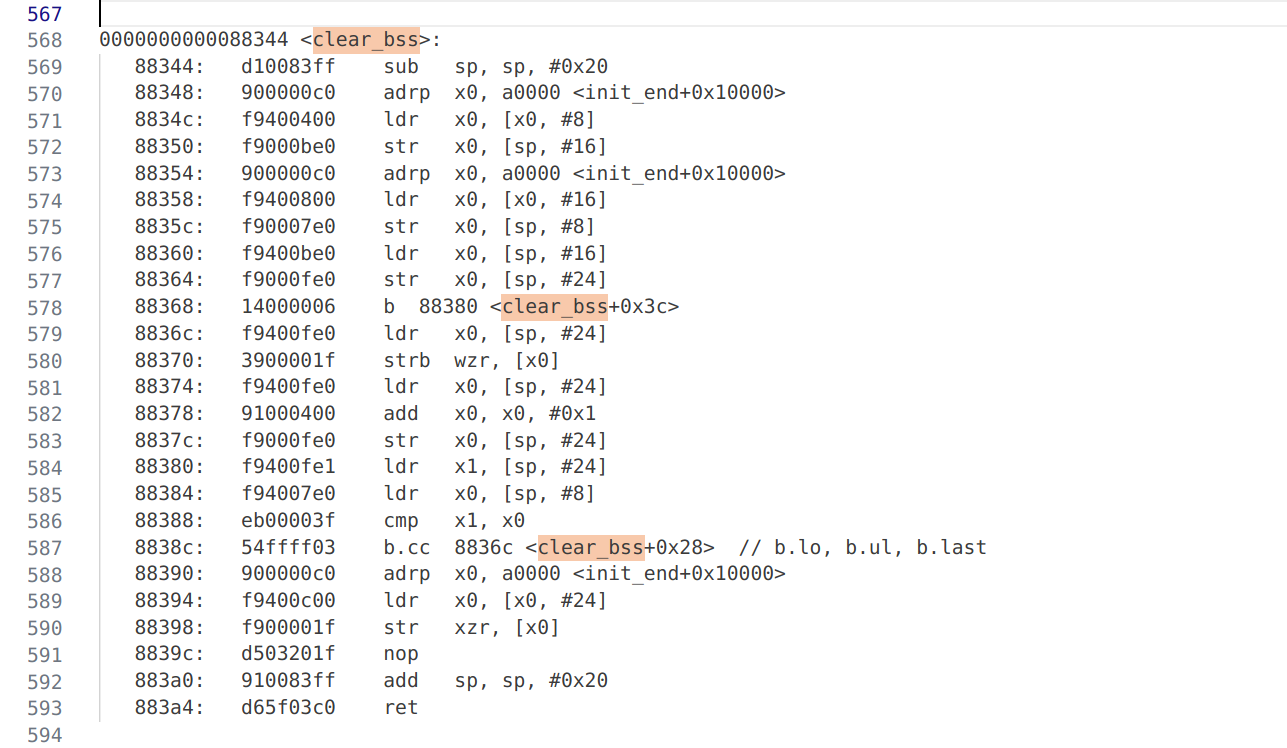 567
568 0000000000088344 <clear_bss>:
569    88344:   d10083ff    sub   sp, sp, #0x20
570    88348:   900000c0    adrp  x0, a0000 <init_end+0x10000>
571    8834c:   f9400400    ldr   x0, [x0, #8]
572    88350:   f9000be0    str   x0, [sp, #16]
573    88354:   900000c0    adrp  x0, a0000 <init_end+0x10000>
574    88358:   f9400800    ldr   x0, [x0, #16]
575    8835c:   f90007e0    str   x0, [sp, #8]
576    88360:   f9400be0    ldr   x0, [sp, #16]
577    88364:   f9000fe0    str   x0, [sp, #24]
578    88368:   14000006    b  88380 <clear_bss+0x3c>
579    8836c:   f9400fe0    ldr   x0, [sp, #24]
580    88370:   3900001f    strb  wzr, [x0]
581    88374:   f9400fe0    ldr   x0, [sp, #24]
582    88378:   91000400    add   x0, x0, #0x1
583    8837c:   f9000fe0    str   x0, [sp, #24]
584    88380:   f9400fe1    ldr   x1, [sp, #24]
585    88384:   f94007e0    ldr   x0, [sp, #8]
586    88388:   eb00003f    cmp   x1, x0
587    8838c:   54ffff03    b.cc  8836c <clear_bss+0x28>  // b.lo, b.ul, b.last
588    88390:   900000c0    adrp  x0, a0000 <init_end+0x10000>
589    88394:   f9400c00    ldr   x0, [x0, #24]
590    88398:   f900001f    str   xzr, [x0]
591    8839c:   d503201f    nop
592    883a0:   910083ff    add   sp, sp, #0x20
593    883a4:   d65f03c0    ret
594